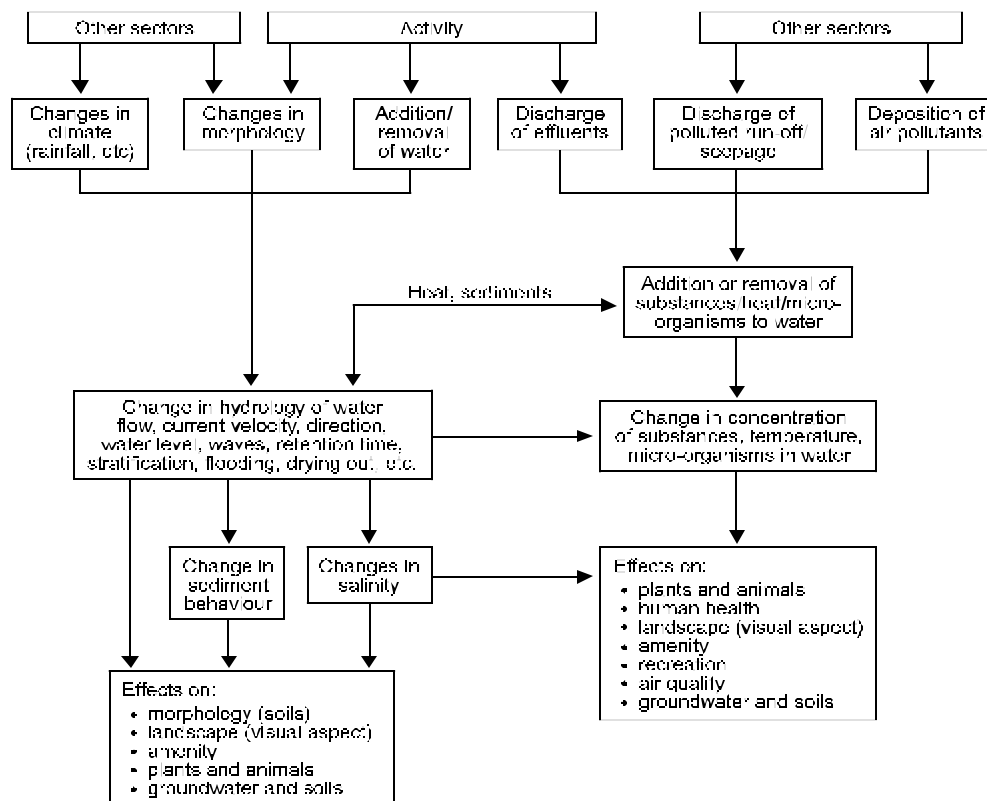 Other sectors
Activity
Other sectors
Changes in
climate
(rainfall, etc)
Changes in
morphology
Addition/
removal
of water
Discharge
of effluents
Discharge of
polluted run-off/
seepage
Deposition of
air pollutants
Heat, sediments
Addition or removal of
substances/heat/micro-
organisms to water
Change in hydrology of water
flow, current velocity, direction,
water level, waves, retention time,
stratification, flooding, drying out, etc.
Change in concentration
of substances, temperature,
micro-organisms in water
Change in
sediment
behaviour
Changes in
salinity
Effects on:
• plants and animals
• human health
• landscape (visual aspect)
• amenity
• recreation
• air quality
• groundwater and soils
Effects on:
• morphology (soils)
• landscape (visual aspect)
• amenity
• plants and animals
• groundwater and soils